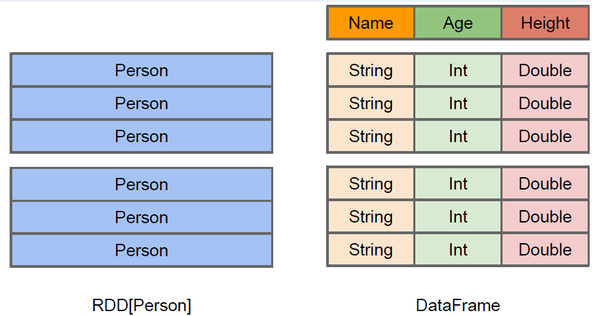 Name Age Height
Person String Int Double
Person String Int Double
Person String Int Double
Person String Int Double
Person String Int Double
Person String Int Double
RDD[Person] DataFrame